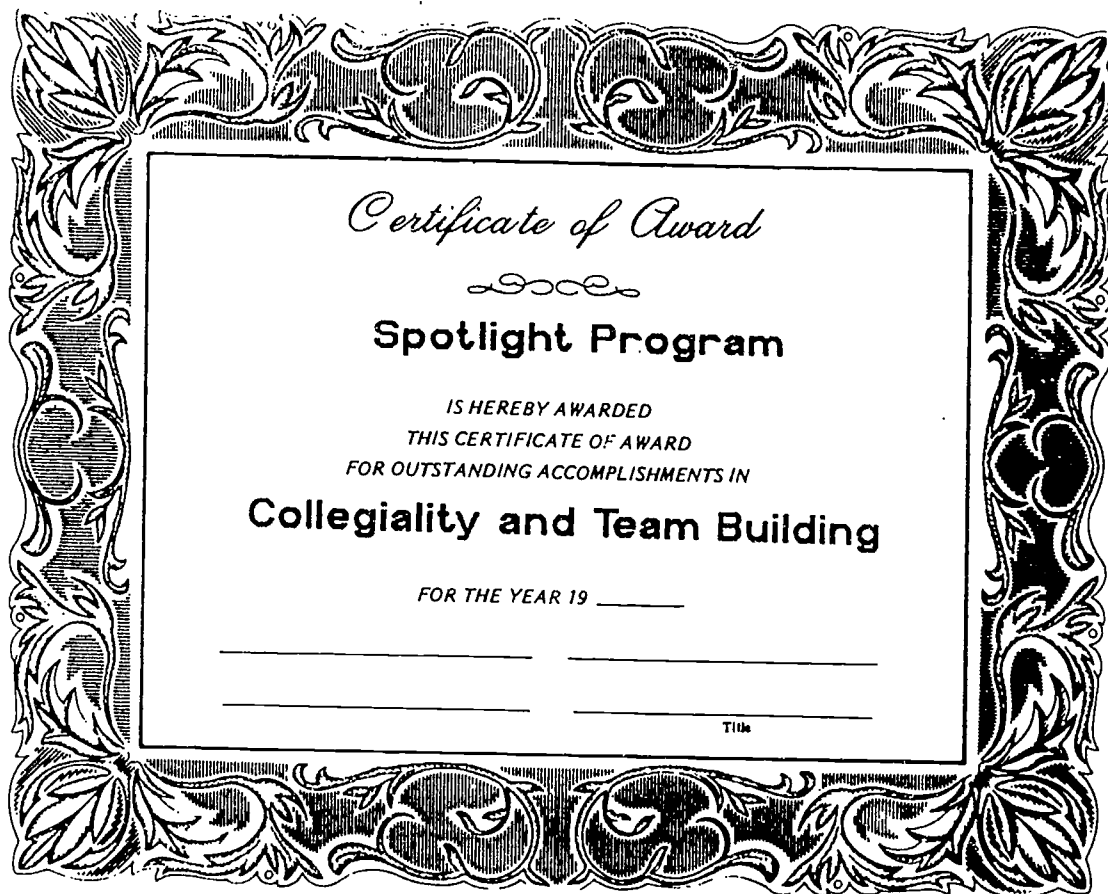 Certificate of Award
Spotlight Program
IS HEREBY AWARDED
THIS CERTIFICATE OF AWARD
FOR OUTSTANDING ACCOMPLISHMENTS IN
Collegiality and Team Building
FOR THE YEAR 19 ______
Title